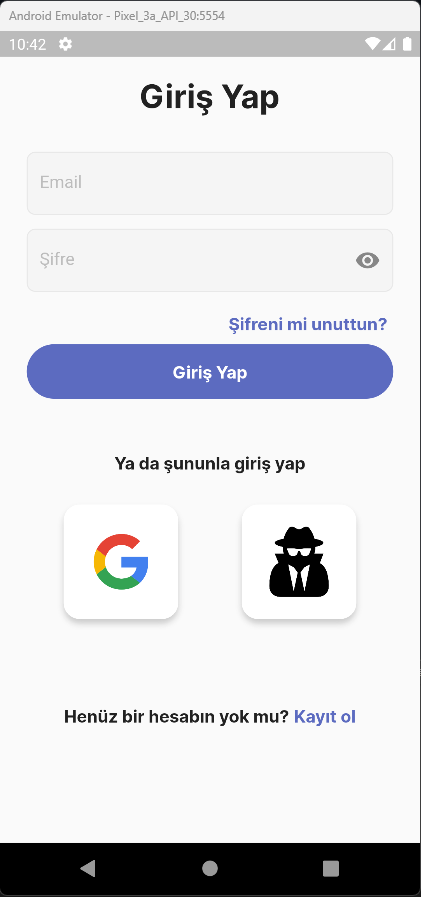 Android Emulator - Pixel_3a_API_30:5554
10:42
Giriş Yap
Email
Şifre
Şifreni mi unuttun?
Giriş Yap
Ya da şununla giriş yap
Henüz bir hesabın yok mu? Kayıt ol